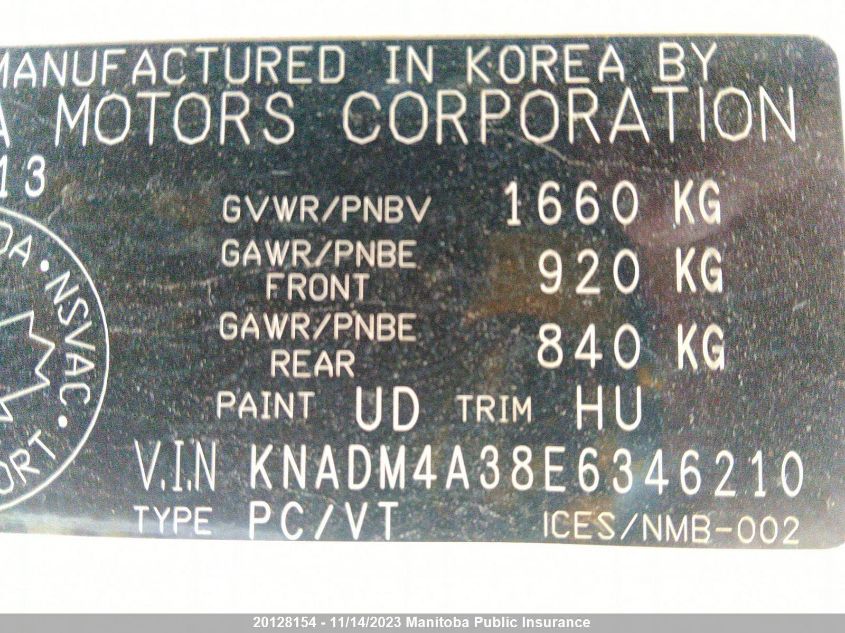 MANUFACTURED IN KOREA BY
A MOTORS CORPORATION
13
GVWR/PNBV 1660 KG
GAWR/PNBE
FRONT 920 KG
GAWR/PNBE
REAR 840 KG
PAINT UD TRIM HU
V.I.N KNADM4A38E6346210
TYPE PC/VT ICES/NMB-002
DA • NSVAC •
ORT
20128154 - 11/14/2023 Manitoba Public Insurance